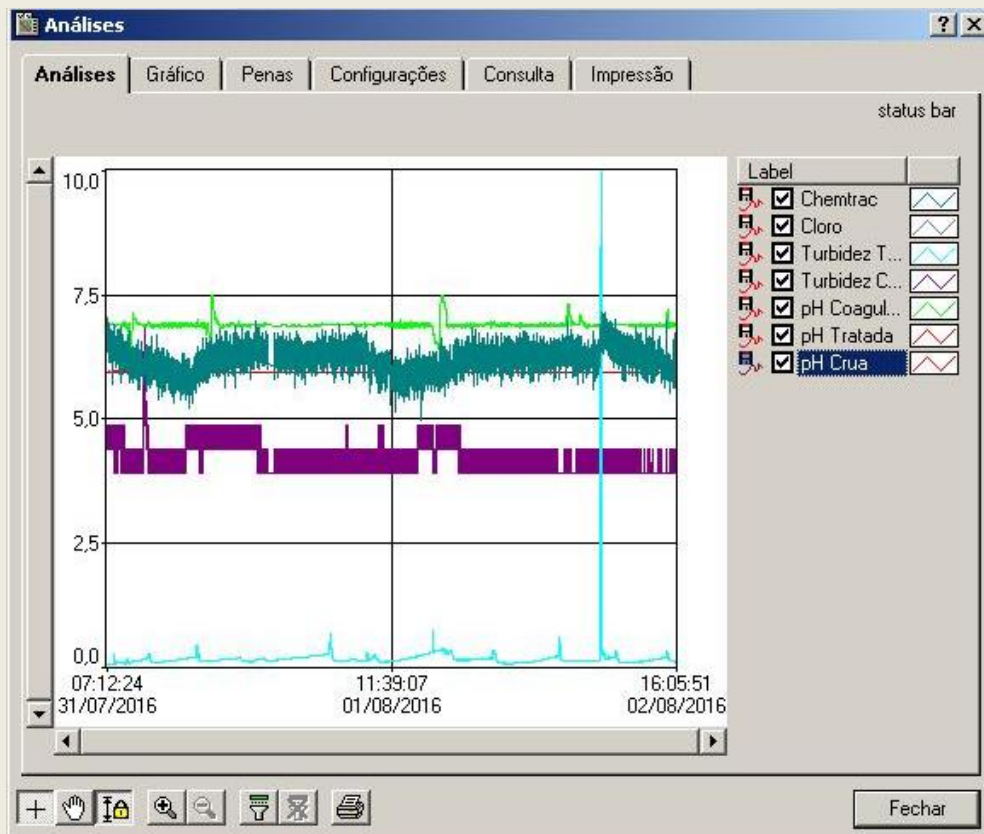 Análises
Análises Gráfico Penas Configurações Consulta Impressão
status bar
10,0
7,5
5,0
2,5
0,0
07:12:24 11:39:07 16:05:51
31/07/2016 01/08/2016 02/08/2016
Label
Chemtrac
Cloro
Turbidez T...
Turbidez C...
pH Coagul...
pH Tratada
pH Crua
Fechar